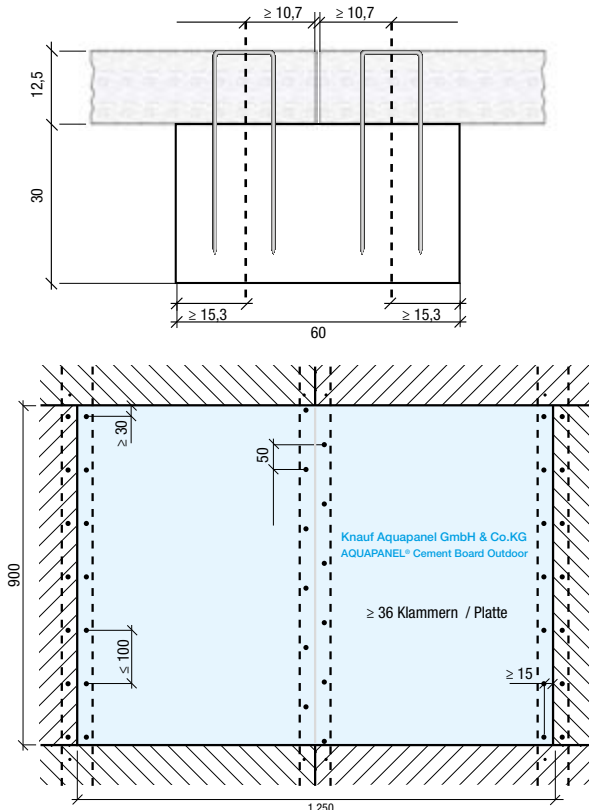 ≥ 10,7 ≥ 10,7
12,5
30
≥ 15,3 ≥ 15,3
60
≥ 30
50
Knauf Aquapanel GmbH & Co.KG
AQUAPANEL® Cement Board Outdoor
900
≥ 36 Klammern / Platte
≤ 100
≥ 15
1.250